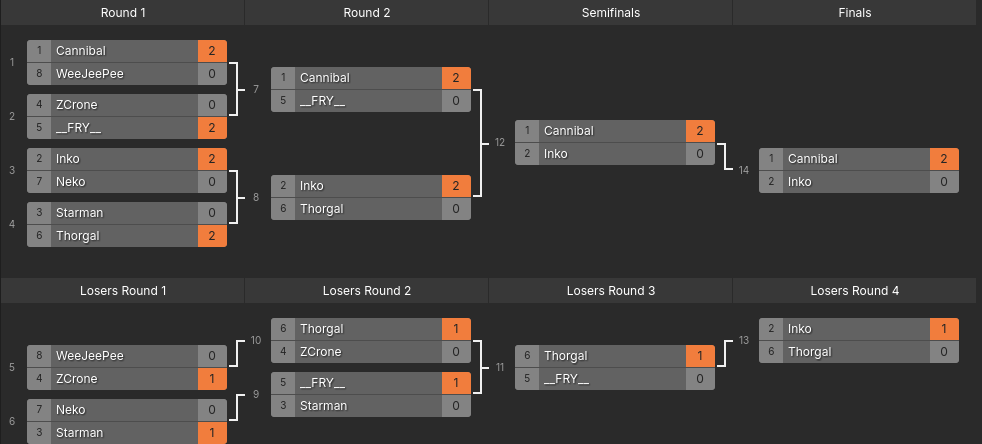 Round 1 Round 2 Semifinals Finals
1
1 Cannibal 2
8 WeeJeePee 0
2
4 ZCrone 0
5 __FRY__ 2
3
2 Inko 2
7 Neko 0
4
3 Starman 0
6 Thorgal 2
7
1 Cannibal 2
5 __FRY__ 0
8
2 Inko 2
6 Thorgal 0
12
1 Cannibal 2
2 Inko 0
14
1 Cannibal 2
2 Inko 0
Losers Round 1 Losers Round 2 Losers Round 3 Losers Round 4
5
8 WeeJeePee 0
4 ZCrone 1
6
7 Neko 0
3 Starman 1
10
6 Thorgal 1
4 ZCrone 0
9
5 __FRY__ 1
3 Starman 0
11
6 Thorgal 1
5 __FRY__ 0
13
2 Inko 1
6 Thorgal 0